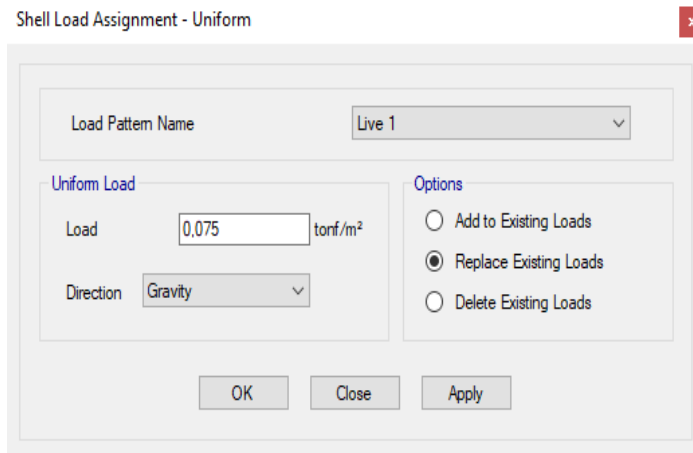 Shell Load Assignment - Uniform
Load Pattern Name
Live 1
Uniform Load
Load
0,075
tonf/m²
Direction
Gravity
Options
Add to Existing Loads
Replace Existing Loads
Delete Existing Loads
OK
Close
Apply